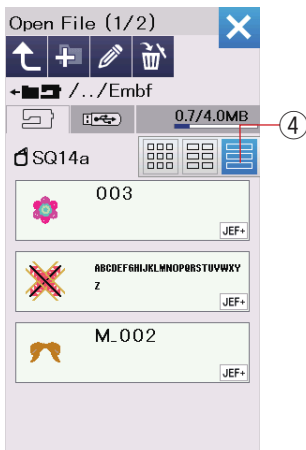 Open File (1/2)
/../Embf
0.7/4.0MB
4
SQ14a
003
JEF+
ABCDEFGHIJKLMNOPQRSTUVWXY
Z
JEF+
M_002
JEF+